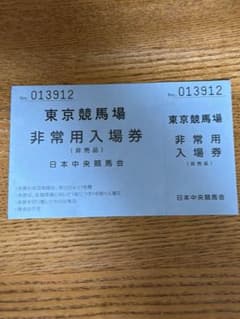 No. 013912
東京競馬場
非常用入場券
(非売品)
日本中央競馬会
No. 013912
東京競馬場
非常用
入場券
(非売品)
日本中央競馬会